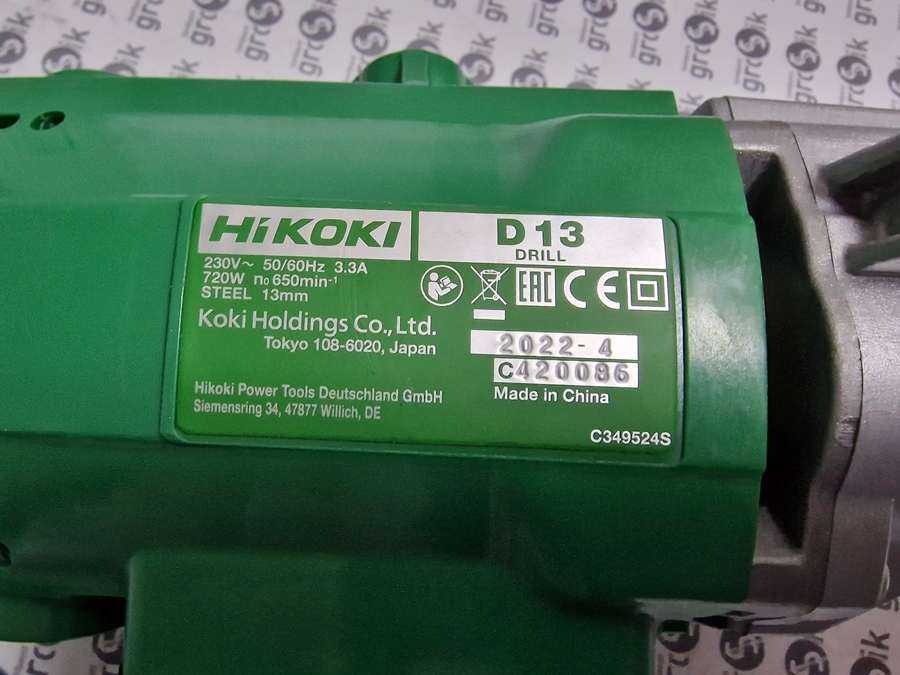 HiKOKI
D 13
DRILL
230V~ 50/60Hz 3.3A
720W n₀ 650min⁻¹
STEEL 13mm
EAC CE
Koki Holdings Co.,Ltd.
Tokyo 108-6020, Japan
2022-4
C420086
Made in China
Hikoki Power Tools Deutschland GmbH
Siemensring 34, 47877 Willich, DE
C349524S